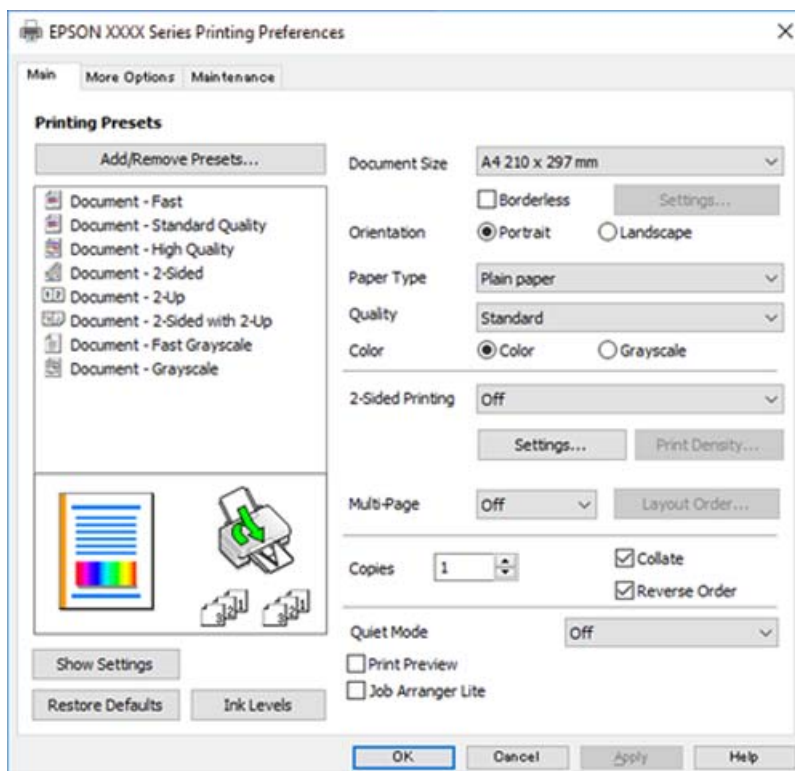 EPSON XXXX Series Printing Preferences
Main More Options Maintenance
Printing Presets
Add/Remove Presets...
Document - Fast
Document - Standard Quality
Document - High Quality
Document - 2-Sided
Document - 2-Up
Document - 2-Sided with 2-Up
Document - Fast Grayscale
Document - Grayscale
Show Settings
Restore Defaults Ink Levels
Document Size A4 210 x 297 mm
Borderless Settings...
Orientation Portrait Landscape
Paper Type Plain paper
Quality Standard
Color Color Grayscale
2-Sided Printing Off
Settings... Print Density...
Multi-Page Off Layout Order...
Copies 1 Collate
Reverse Order
Quiet Mode Off
Print Preview
Job Arranger Lite
OK Cancel Apply Help